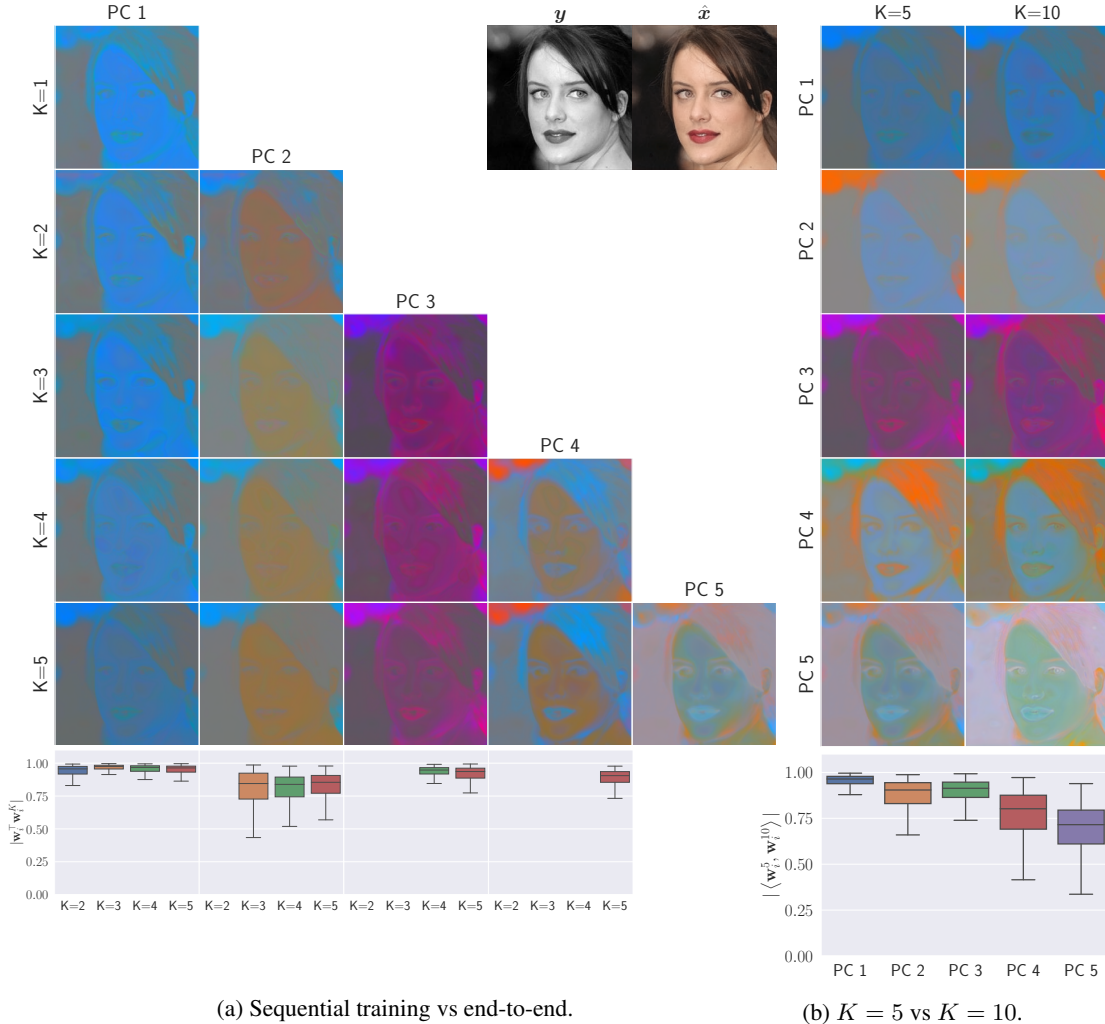 PC 1
y
x̂
K=5
K=10
K=1
PC 1
PC 2
K=2
PC 2
PC 3
K=3
PC 3
PC 4
K=4
PC 4
PC 5
K=5
PC 5
1.00
0.75
0.50
0.25
0.00
|w_i^⊤ w_i^K|
K=2 K=3 K=4 K=5 K=2 K=3 K=4 K=5 K=2 K=3 K=4 K=5 K=2 K=3 K=4 K=5
1.00
0.75
0.50
0.25
0.00
|⟨w_i^5, w_i^10⟩|
PC 1 PC 2 PC 3 PC 4 PC 5
(a) Sequential training vs end-to-end.
(b) K = 5 vs K = 10.